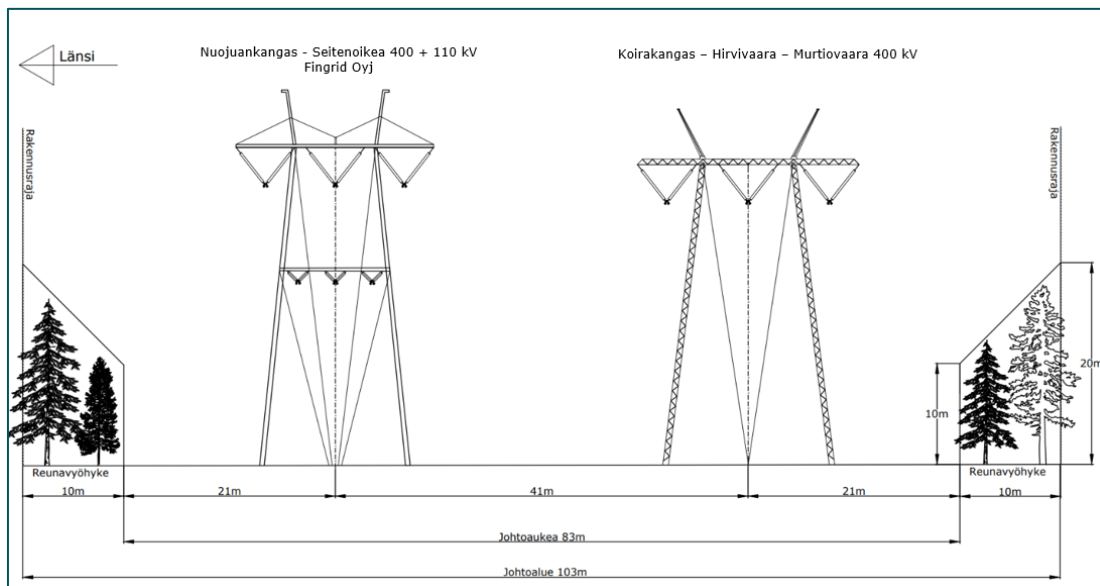 Länsi
Nuojuankangas - Seitenoikea 400 + 110 kV
Fingrid Oyj
Koirakangas – Hirvivaara – Murtiovaara 400 kV
Rakennusraja
Rakennusraja
20m
10m
Reunavyöhyke
Reunavyöhyke
10m
21m
41m
21m
10m
Johtoaukea 83m
Johtoalue 103m